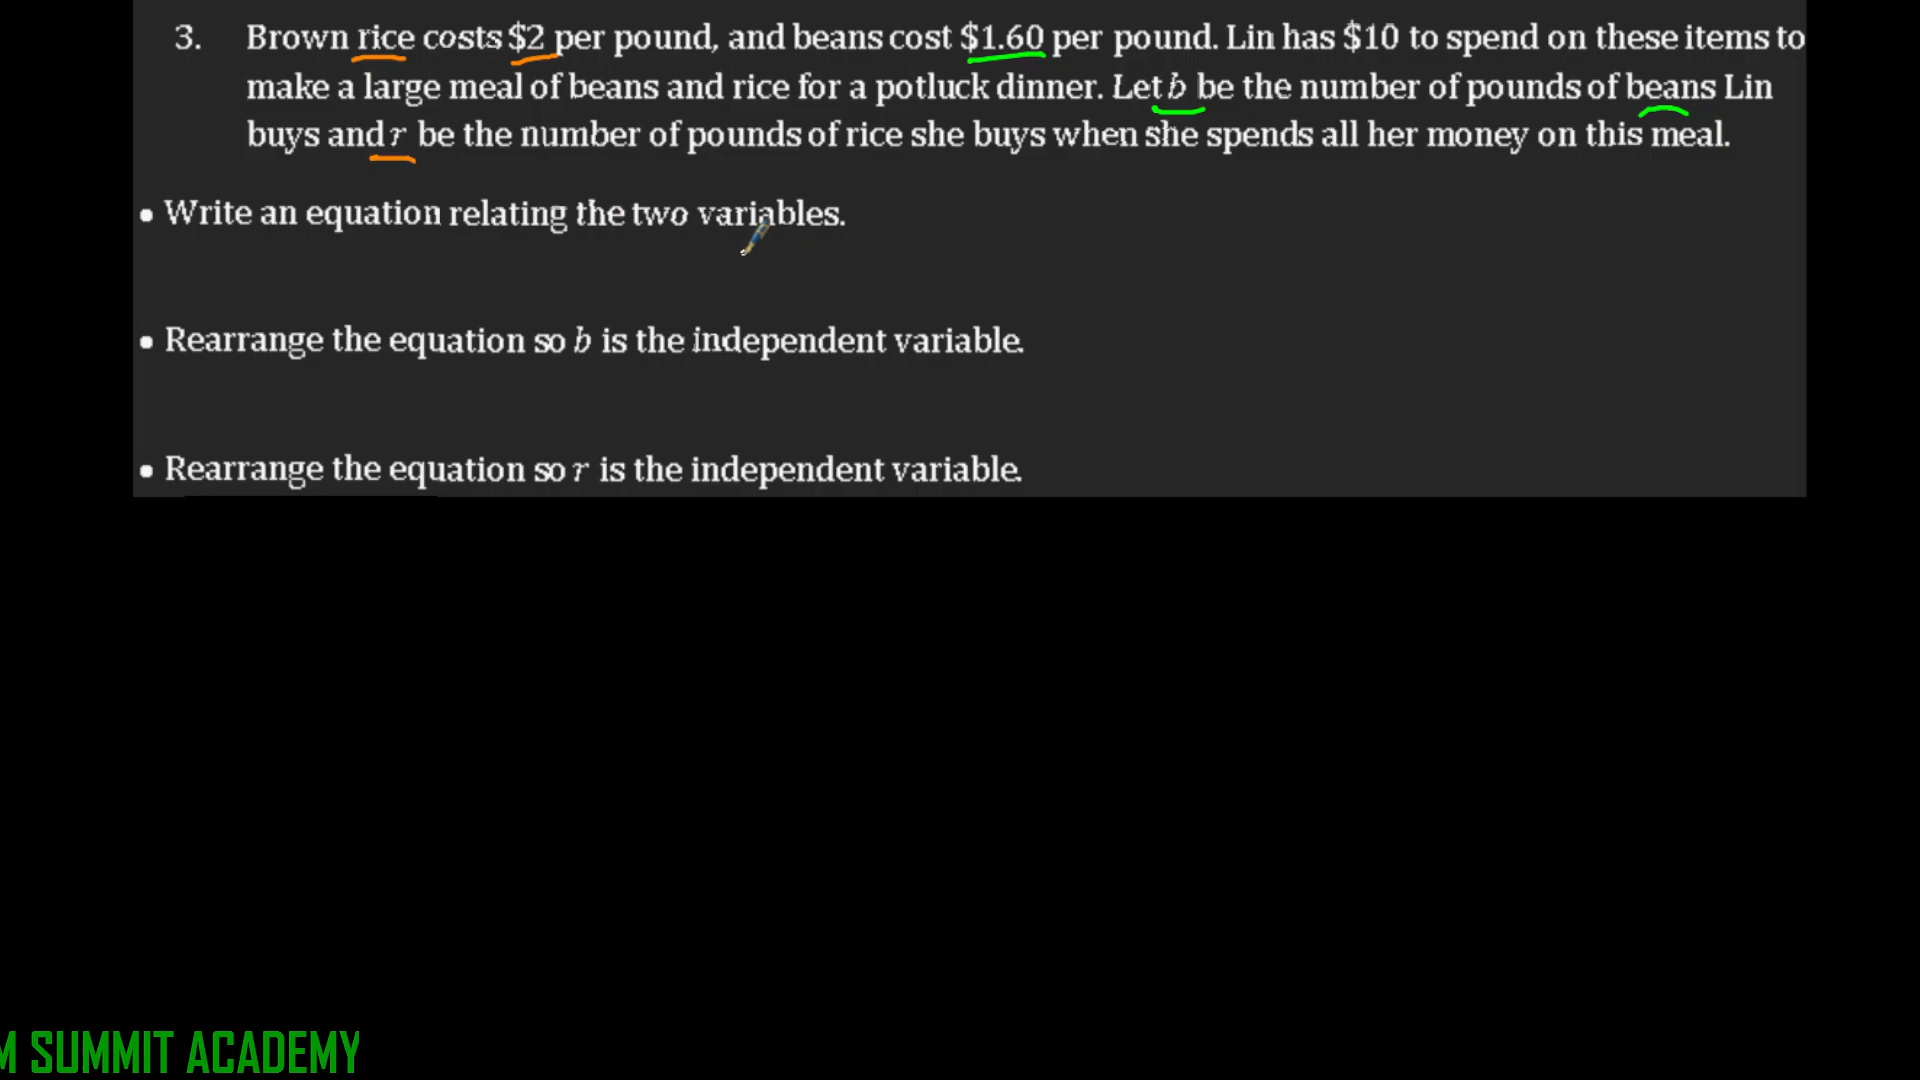 3. Brown rice costs $2 per pound, and beans cost $1.60 per pound. Lin has $10 to spend on these items to
make a large meal of beans and rice for a potluck dinner. Let b be the number of pounds of beans Lin
buys and r be the number of pounds of rice she buys when she spends all her money on this meal.
• Write an equation relating the two variables.
• Rearrange the equation so b is the independent variable.
• Rearrange the equation so r is the independent variable.
M SUMMIT ACADEMY